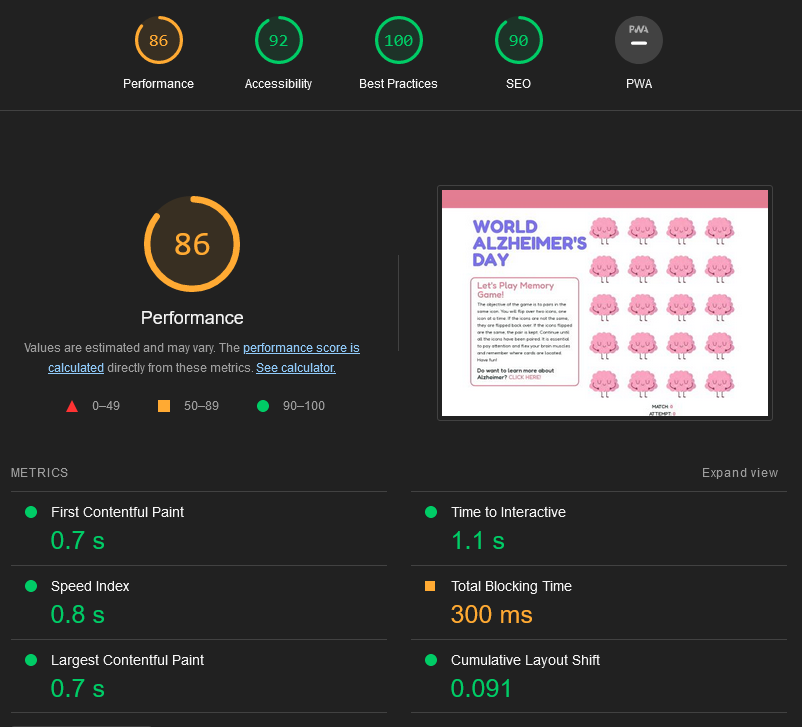 86
92
100
90
PWA
Performance
Accessibility
Best Practices
SEO
PWA
86
Performance
Values are estimated and may vary. The performance score is
calculated directly from these metrics. See calculator.
0–49
50–89
90–100
WORLD
ALZHEIMER'S
DAY
Let's Play Memory
Game!
The objective of the game is to pair in the
same icon. You will flip over two icons, one
icon at a time. If the icons are not the same,
they are flipped back over. If the icons flipped
are the same, the pair is kept. Continue until
all the icons have been paired. It is essential
to pay attention and flex your brain muscles
and remember where cards are located.
Have fun!
Do want to learn more about
Alzheimer? CLICK HERE!
MATCH: 0
ATTEMPT: 0
METRICS
Expand view
First Contentful Paint
0.7 s
Time to Interactive
1.1 s
Speed Index
0.8 s
Total Blocking Time
300 ms
Largest Contentful Paint
0.7 s
Cumulative Layout Shift
0.091